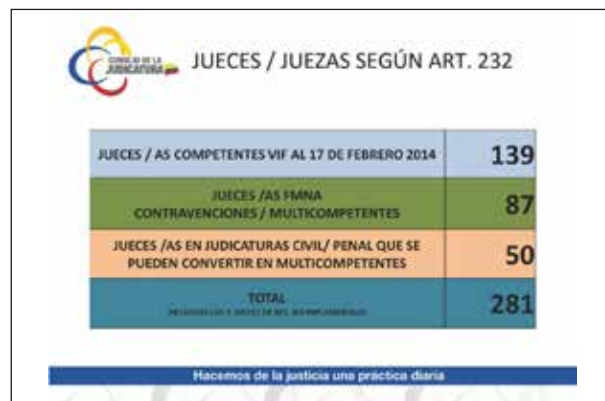 CONSEJO DE LA
JUDICATURA
JUECES / JUEZAS SEGÚN ART. 232
JUECES / AS COMPETENTES VIF AL 17 DE FEBRERO 2014
139
JUECES /AS FMNA
CONTRAVENCIONES / MULTICOMPETENTES
87
JUECES /AS EN JUDICATURAS CIVIL/ PENAL QUE SE
PUEDEN CONVERTIR EN MULTICOMPETENTES
50
TOTAL
281
Hacemos de la justicia una práctica diaria